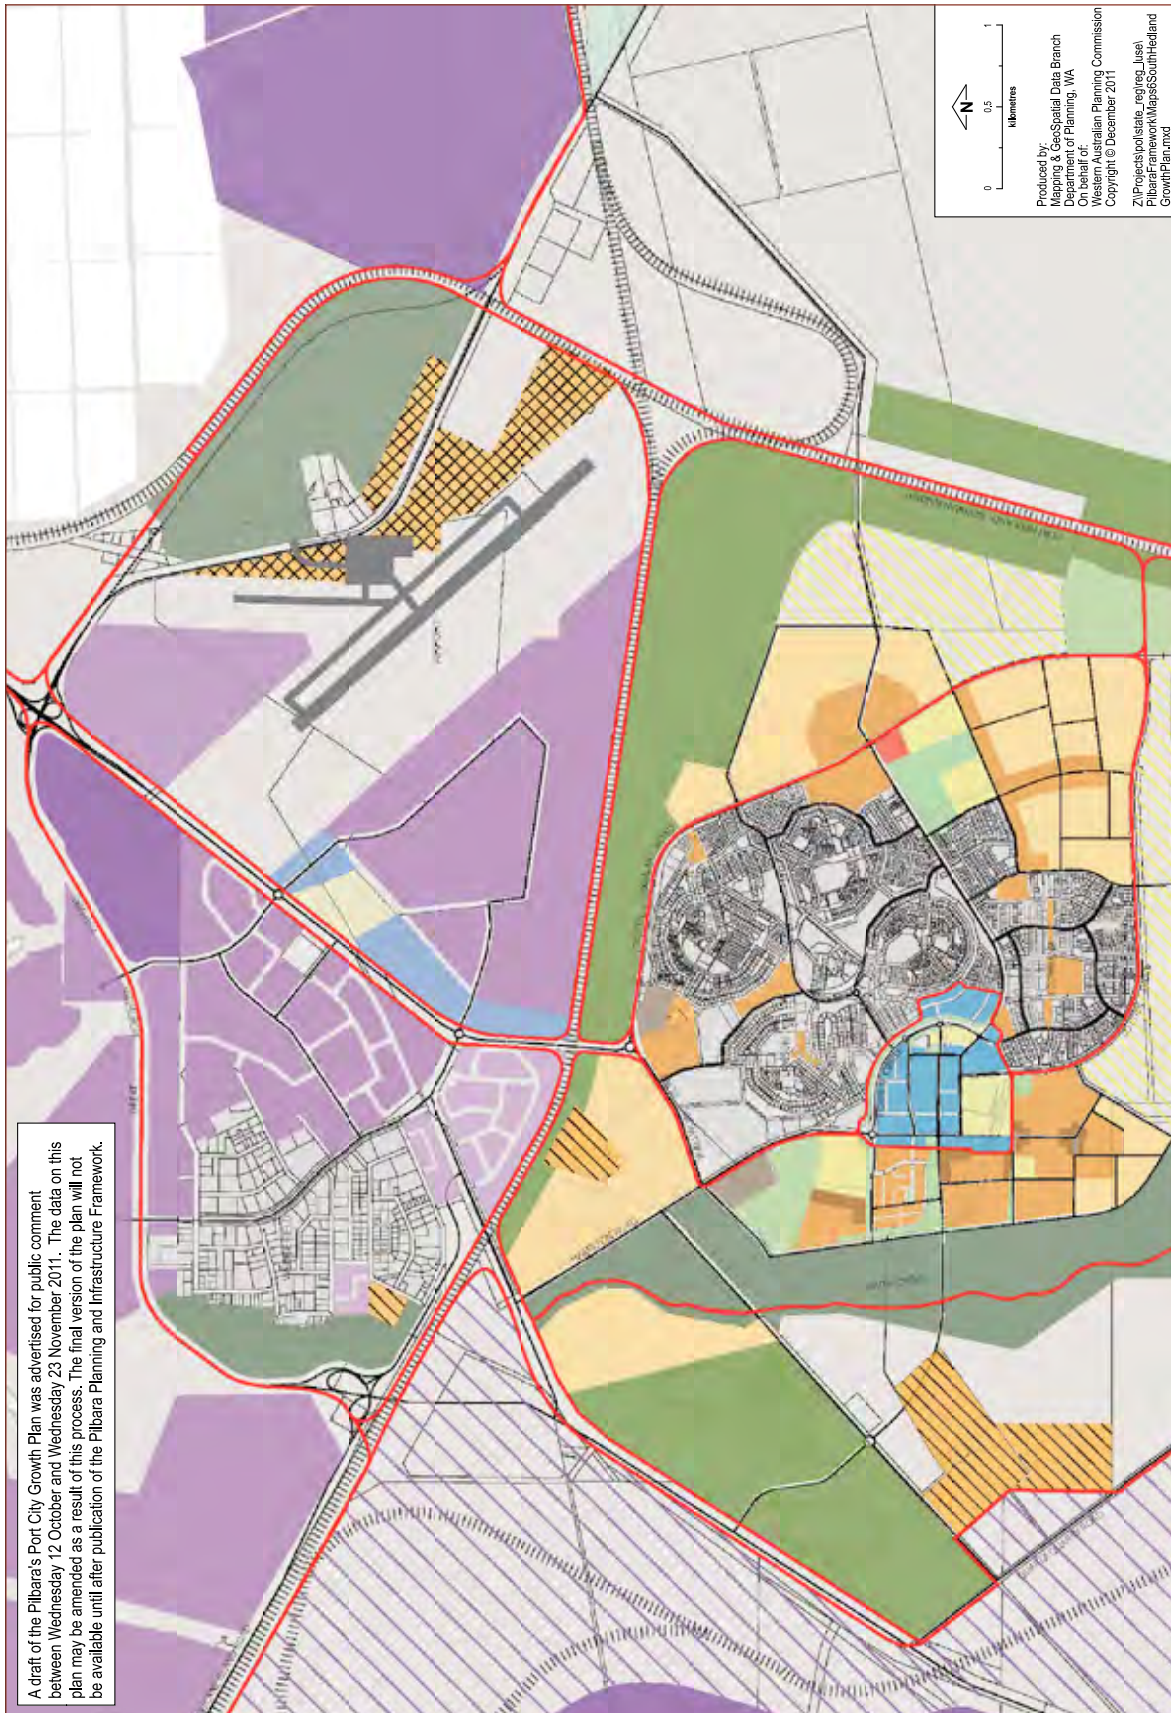 A draft of the Pilbara's Port City Growth Plan was advertised for public comment
between Wednesday 12 October and Wednesday 23 November 2011. The data on this
plan may be amended as a result of this process. The final version of the plan will not
be available until after publication of the Pilbara Planning and Infrastructure Framework.
N
0 0.5 1
kilometres
Produced by:
Mapping & GeoSpatial Data Branch
Department of Planning, WA
On behalf of:
Western Australian Planning Commission
Copyright © December 2011
Z:\Projects\pol\state_reg\reg_luse\
PilbaraFramework\Maps6SouthHedland
GrowthPlan.mxd